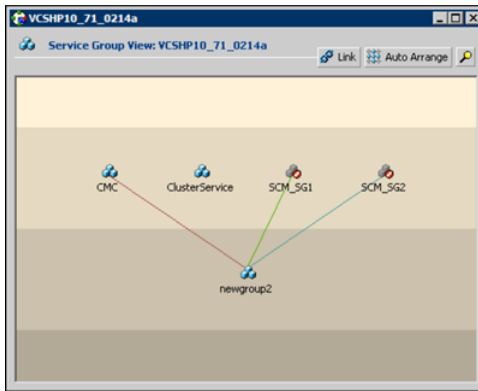 VCSHP10_71_0214a
Service Group View: VCSHP10_71_0214a
Link Auto Arrange
CMC ClusterService SCM_SG1 SCM_SG2
newgroup2